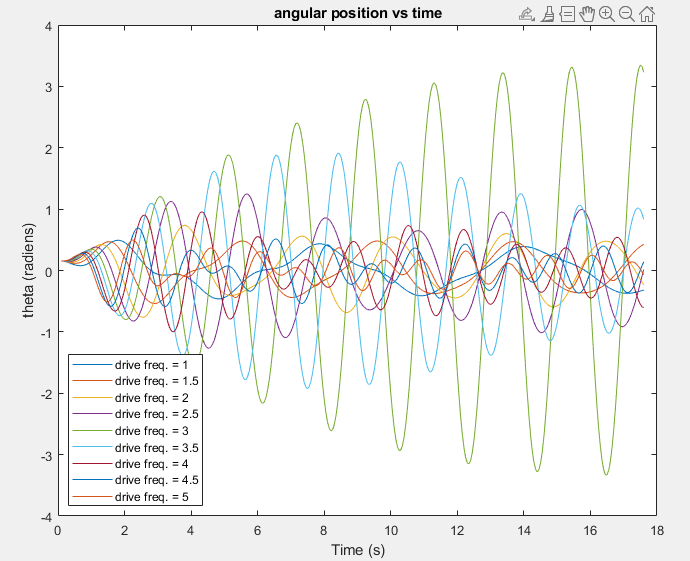 angular position vs time
4
3
2
1
0
-1
-2
-3
-4
theta (radiens)
drive freq. = 1
drive freq. = 1.5
drive freq. = 2
drive freq. = 2.5
drive freq. = 3
drive freq. = 3.5
drive freq. = 4
drive freq. = 4.5
drive freq. = 5
0 2 4 6 8 10 12 14 16 18
Time (s)